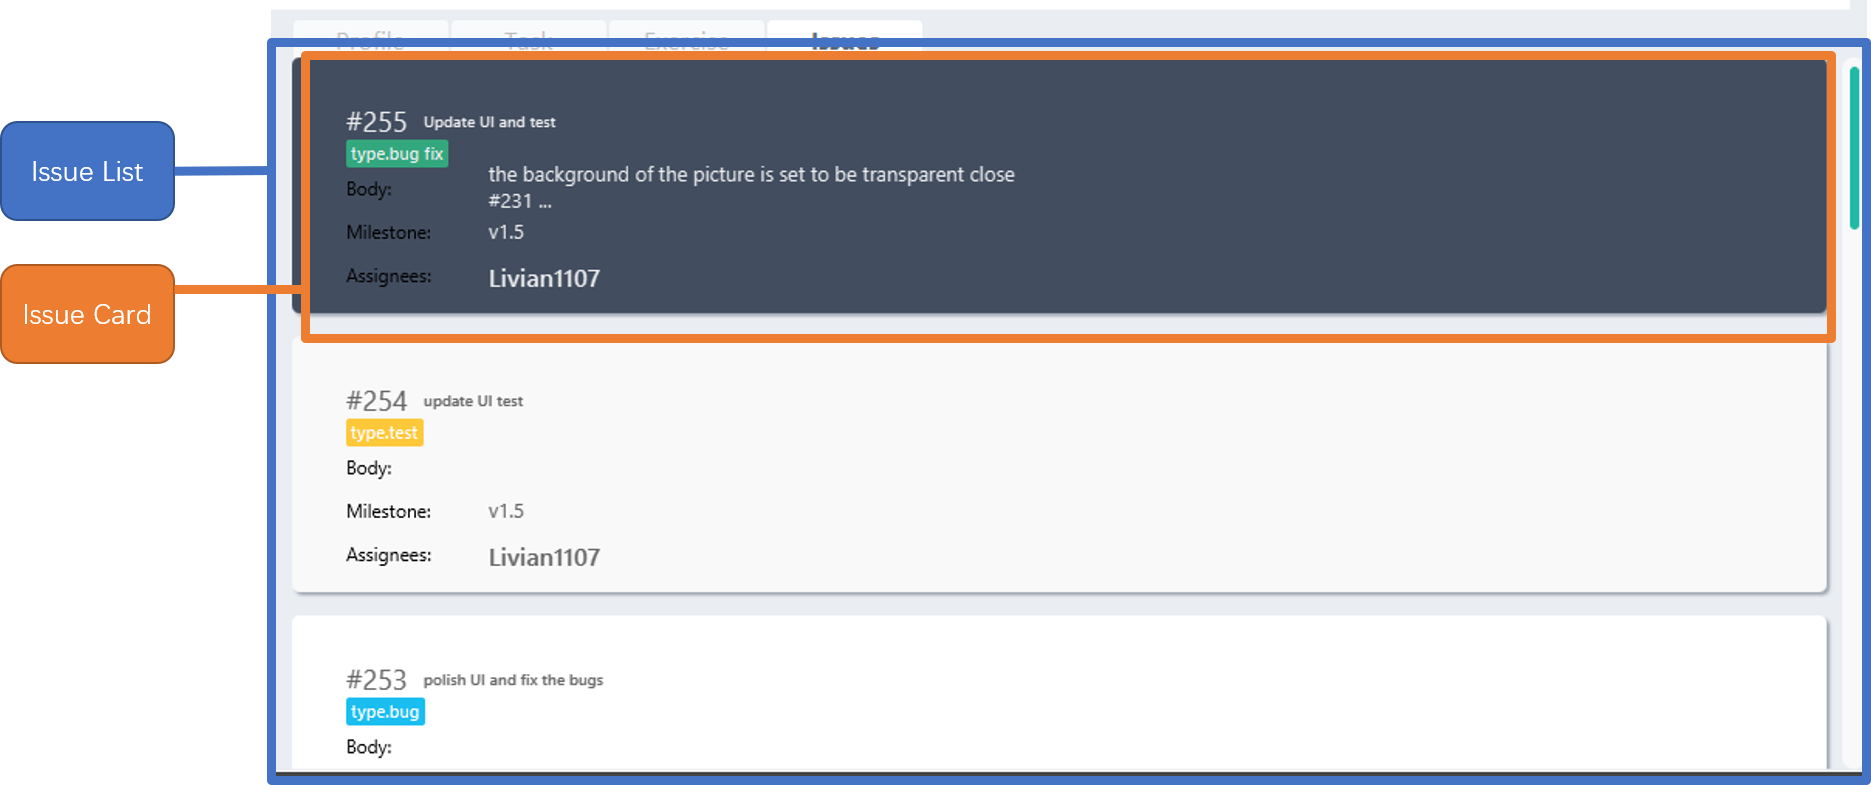 Profile Task Exercise Issues
Issue List
Issue Card
#255 Update UI and test
type.bug fix
Body: the background of the picture is set to be transparent close
#231 ...
Milestone: v1.5
Assignees: Livian1107
#254 update UI test
type.test
Body:
Milestone: v1.5
Assignees: Livian1107
#253 polish UI and fix the bugs
type.bug
Body: